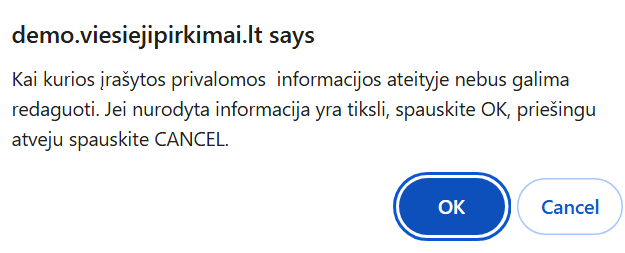 demo.viesiejipirkimai.lt says
Kai kurios įrašytos privalomos  informacijos ateityje nebus galima
redaguoti. Jei nurodyta informacija yra tiksli, spauskite OK, priešingu
atveju spauskite CANCEL.
OK
Cancel